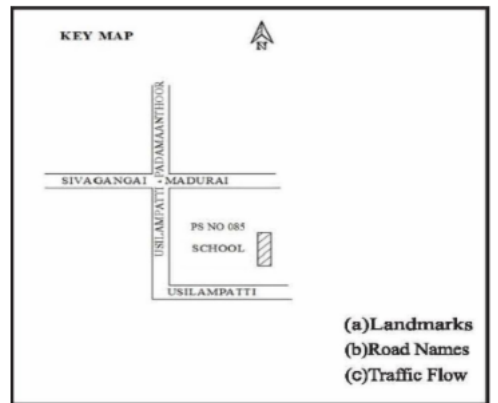 KEY MAP
N
USILAMPATTI - PADAMAANTHOOR
SIVAGANGAI - MADURAI
PS NO 085
SCHOOL
USILAMPATTI
(a)Landmarks
(b)Road Names
(c)Traffic Flow